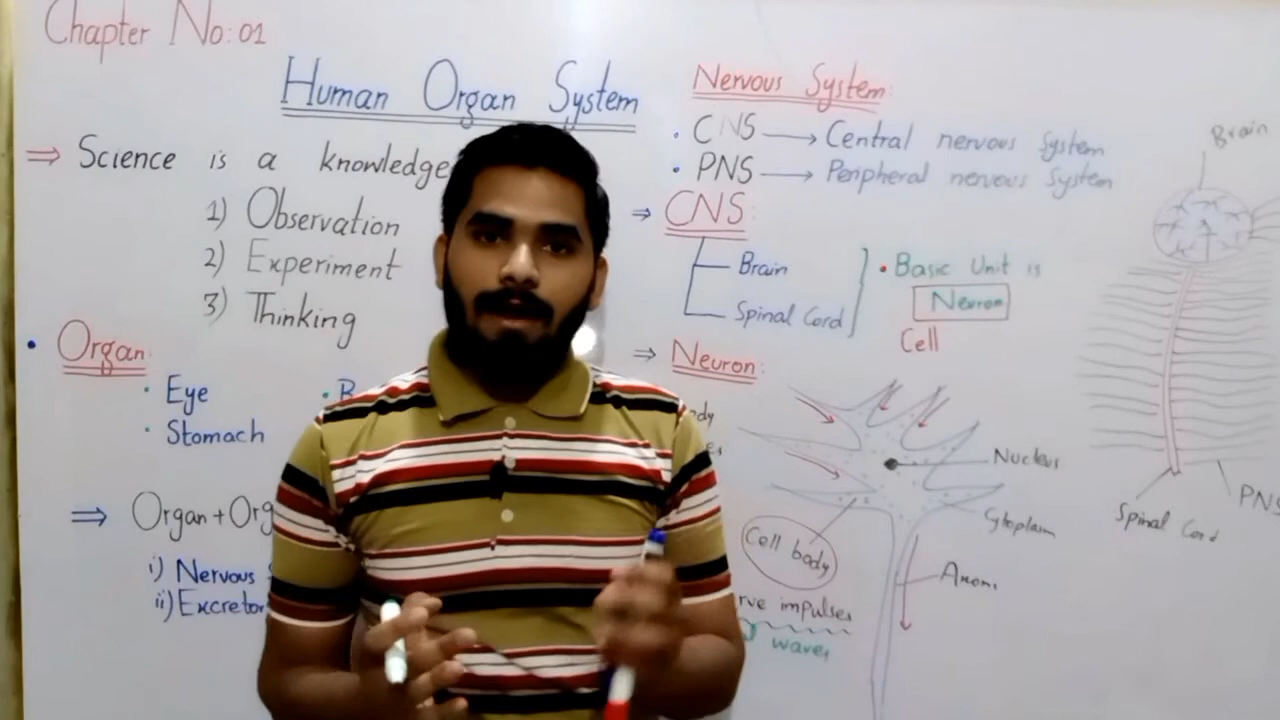 Chapter No:01
Human Organ System
⇒ Science is a knowledge
1) Observation
2) Experiment
3) Thinking
• Organ:
• Eye
• Stomach
⇒ Organ + Org
i) Nervous
ii) Excretor
Nervous System:
• CNS → Central nervous System
• PNS → Peripheral nervous System
⇒ CNS:
Brain
Spinal Cord
• Basic Unit is
Neuron
Cell
⇒ Neuron:
Nucleus
Cytoplasm
Cell body
Axon
rve impulses
waves
Brain
Spinal Cord
PNS